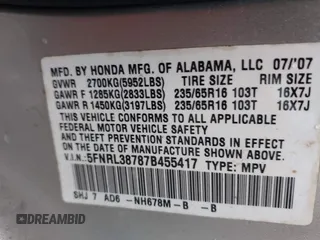 MFD. BY HONDA MFG. OF ALABAMA, LLC 07/'07
GVWR 2700KG(5952LBS) TIRE SIZE RIM SIZE
GAWR F 1285KG(2833LBS) 235/65R16 103T 16X7J
GAWR R 1450KG(3197LBS) 235/65R16 103T 16X7J
THIS VEHICLE CONFORMS TO ALL APPLICABLE
FEDERAL MOTOR VEHICLE SAFETY AND BUMPER
STANDARDS IN EFFECT ON THE DATE OF
MANUFACTURE SHOWN ABOVE.
V.I.N: 5FNRL38787B455417 TYPE: MPV
SHJ 7 AD6 -NH678M-B -B
DREAMBID